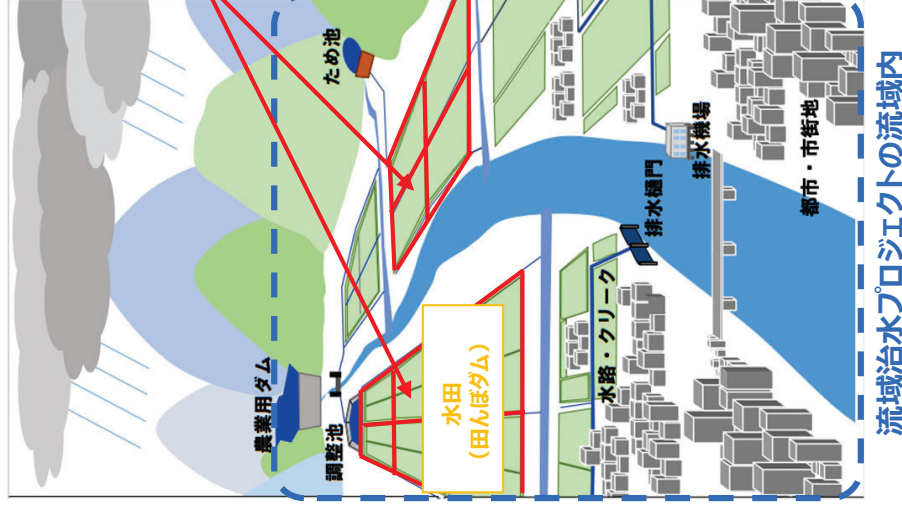 農業用ダム
調整池
ため池
水田
(田んぼダム)
水路・クリーク
排水樋門
排水機場
都市・市街地
流域治水プロジェクトの流域内